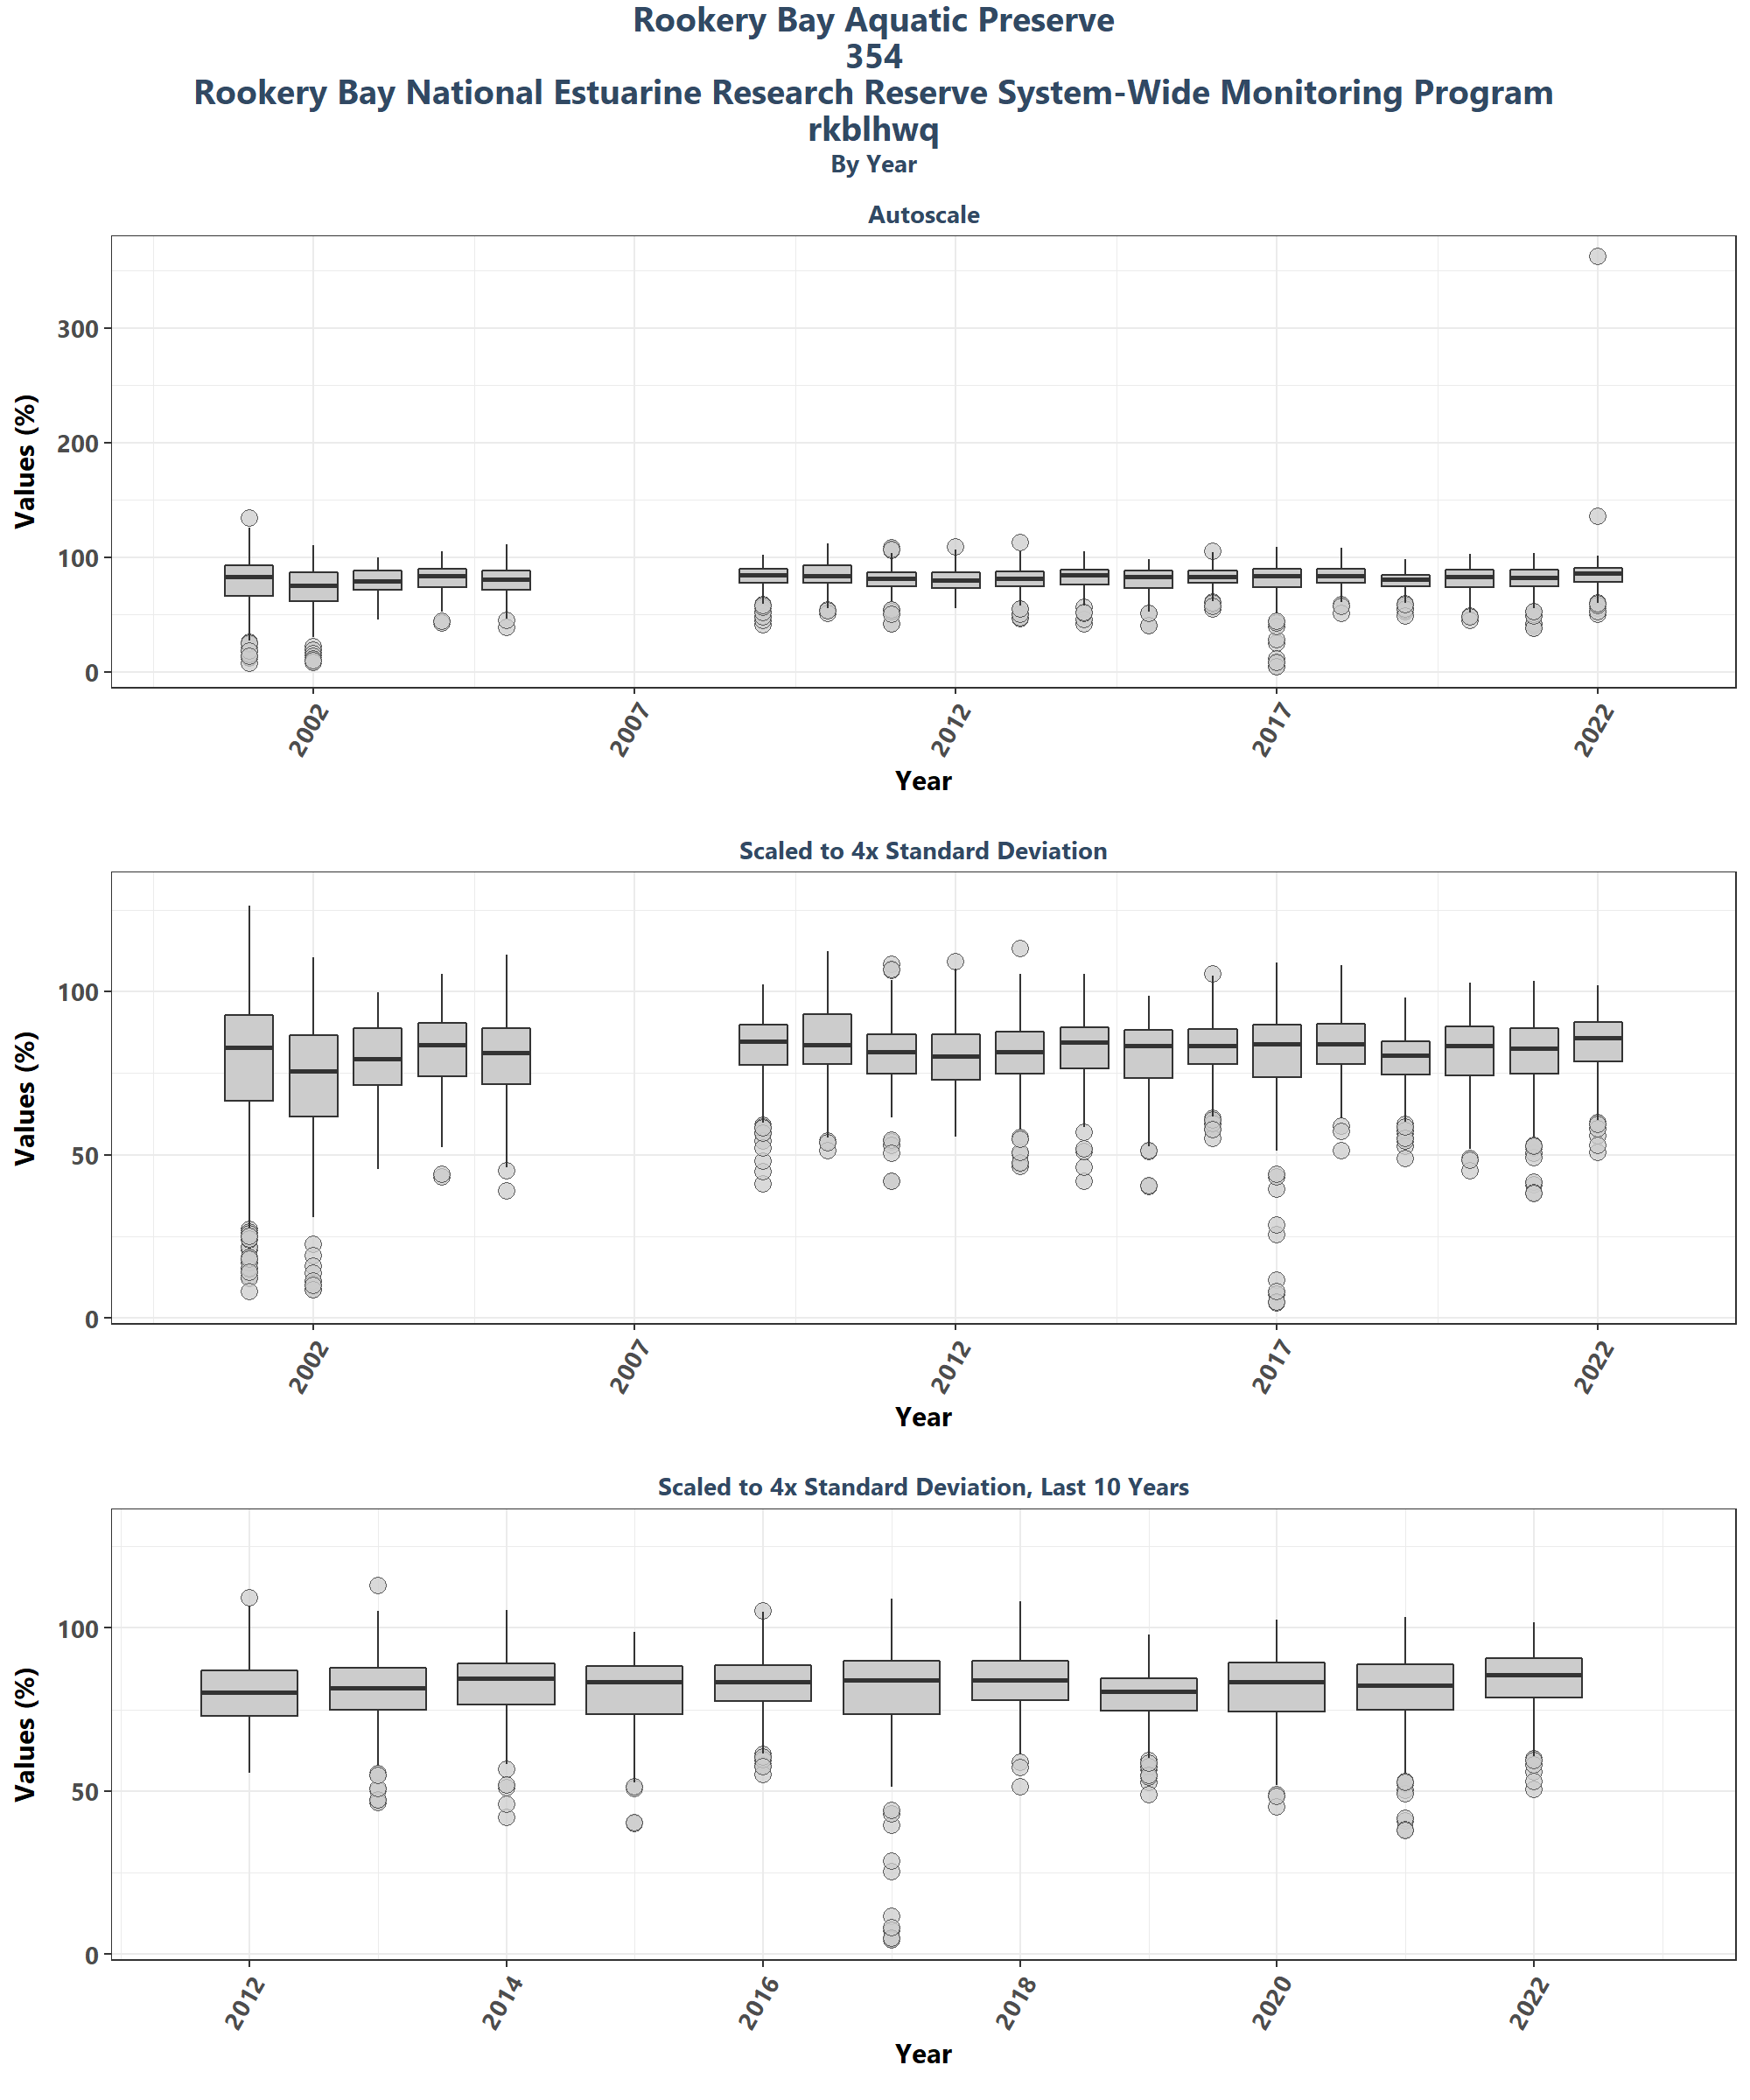 Rookery Bay Aquatic Preserve
354
Rookery Bay National Estuarine Research Reserve System-Wide Monitoring Program
rkblhwq
By Year
Autoscale
300
200
100
0
Values (%)
2002
2007
2012
2017
2022
Year
Scaled to 4x Standard Deviation
100
50
0
Values (%)
2002
2007
2012
2017
2022
Year
Scaled to 4x Standard Deviation, Last 10 Years
100
50
0
Values (%)
2012
2014
2016
2018
2020
2022
Year